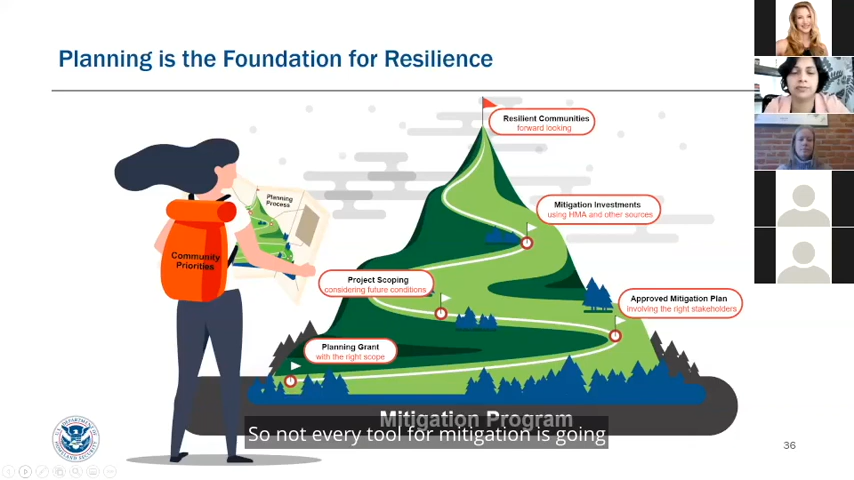 Planning is the Foundation for Resilience
Resilient Communities
forward looking
Planning
Process
Mitigation Investments
using HMA and other sources
Community
Priorities
Project Scoping
considering future conditions
Approved Mitigation Plan
involving the right stakeholders
Planning Grant
with the right scope
Mitigation Program
So not every tool for mitigation is going
36